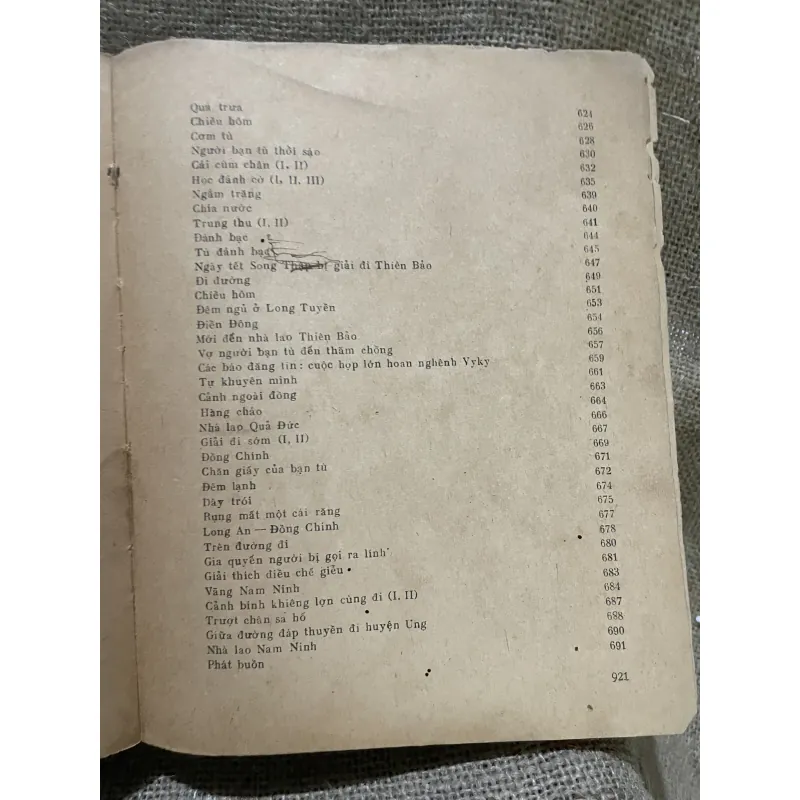 Quá trưa 624
Chiều hôm 626
Cơm tù 628
Người bạn tù thổi sáo 630
Cái cùm chân (I, II) 632
Học đánh cờ (I, II, III) 635
Ngắm trăng 639
Chia nước 640
Trung thu (I, II) 641
Đánh bạc 644
Tù đánh bạc 645
Ngày tết Song Thập bị giải đi Thiên Bảo 647
Đi đường 649
Chiều hôm 651
Đêm ngủ ở Long Tuyền 653
Điền Đông 654
Mới đến nhà lao Thiên Bảo 656
Vợ người bạn tù đến thăm chồng 657
Các báo đăng tin: cuộc họp lớn hoan nghênh Vyky 659
Tự khuyên mình 661
Cảnh ngoài đồng 663
Hàng cháo 664
Nhà lao Quả Đức 666
Giải đi sớm (I, II) 667
Đồng Chính 669
Chăn giấy của bạn tù 671
Đêm lạnh 672
Dây trói 674
Rụng mất một cái răng 675
Long An — Đồng Chính 677
Trên đường đi 678
Gia quyến người bị gọi ra lính 680
Giải thích diều chế giễu 681
Vãng Nam Ninh 683
Cảnh binh khiêng lợn cùng đi (I, II) 684
Trượt chân sa hố 687
Giữa đường đáp thuyền đi huyện Ung 688
Nhà lao Nam Ninh 690
Phát buồn 691
921